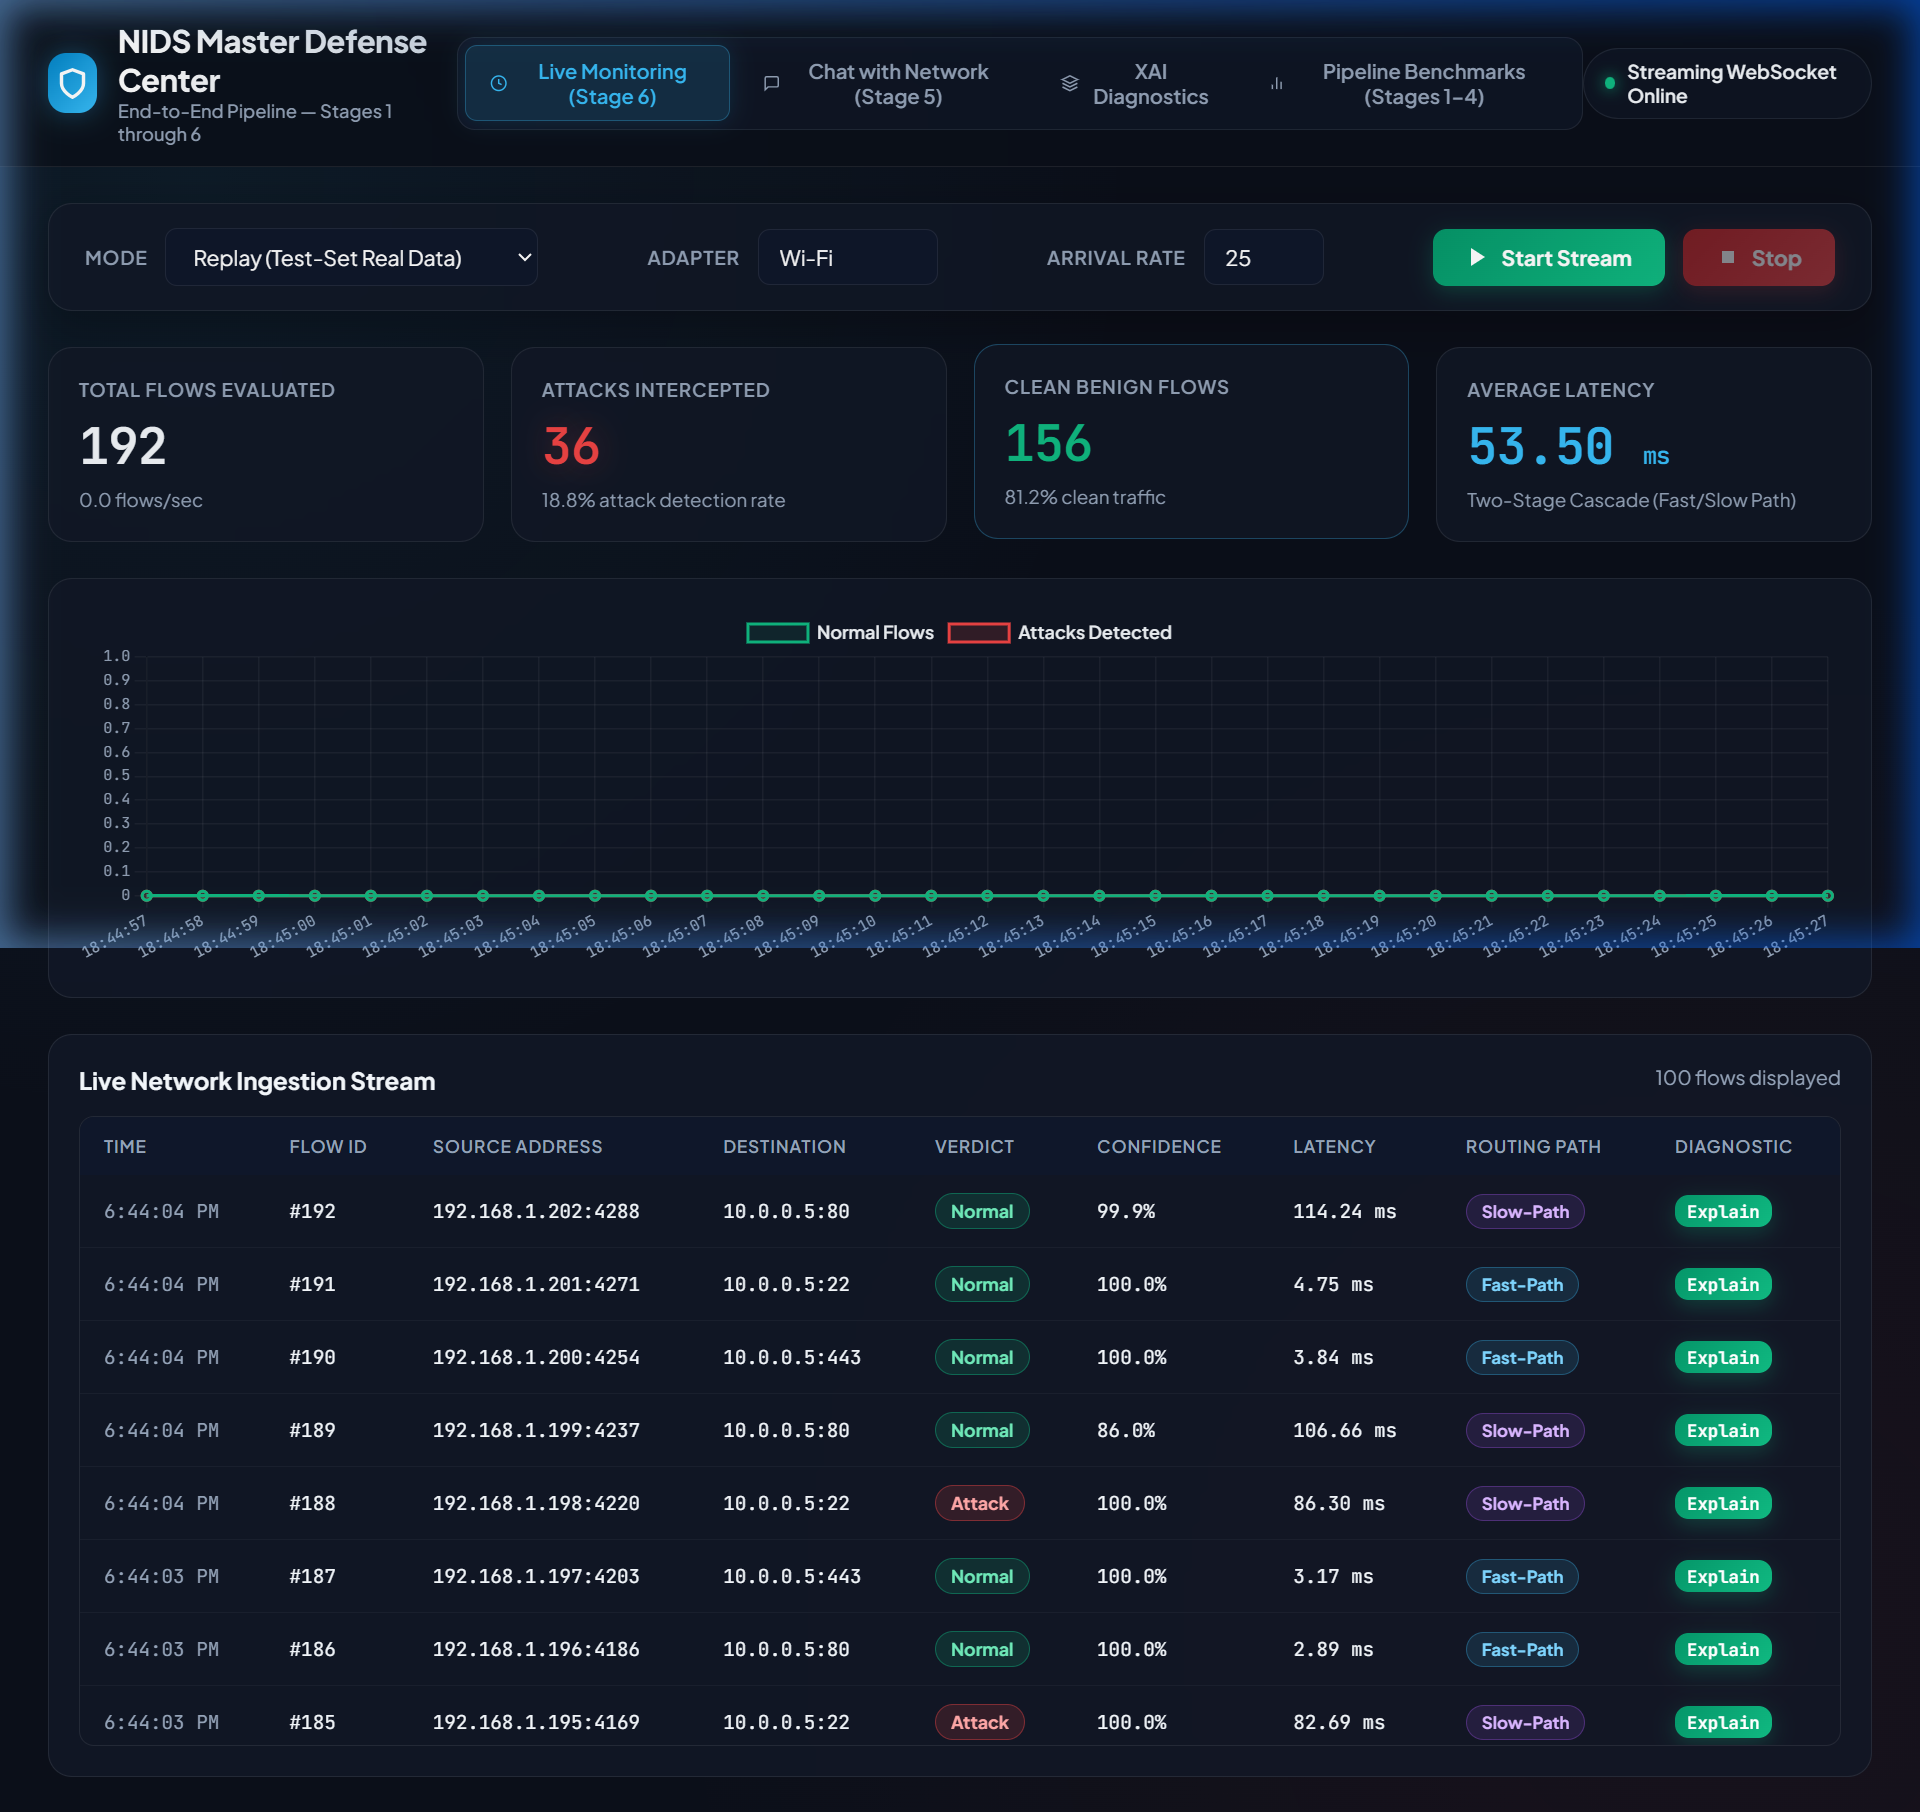 NIDS Master Defense
Center
End-to-End Pipeline — Stages 1
through 6
Live Monitoring
(Stage 6)
Chat with Network
(Stage 5)
XAI
Diagnostics
Pipeline Benchmarks
(Stages 1–4)
Streaming WebSocket
Online
MODE Replay (Test-Set Real Data) ADAPTER Wi-Fi ARRIVAL RATE 25 Start Stream Stop
TOTAL FLOWS EVALUATED
192
0.0 flows/sec
ATTACKS INTERCEPTED
36
18.8% attack detection rate
CLEAN BENIGN FLOWS
156
81.2% clean traffic
AVERAGE LATENCY
53.50 ms
Two-Stage Cascade (Fast/Slow Path)
Normal Flows Attacks Detected
1.0
0.9
0.8
0.7
0.6
0.5
0.4
0.3
0.2
0.1
0
18:44:57 18:44:58 18:44:59 18:45:00 18:45:01 18:45:02 18:45:03 18:45:04 18:45:05 18:45:06 18:45:07 18:45:08 18:45:09 18:45:10 18:45:11 18:45:12 18:45:13 18:45:14 18:45:15 18:45:16 18:45:17 18:45:18 18:45:19 18:45:20 18:45:21 18:45:22 18:45:23 18:45:24 18:45:25 18:45:26 18:45:27
Live Network Ingestion Stream 100 flows displayed
TIME FLOW ID SOURCE ADDRESS DESTINATION VERDICT CONFIDENCE LATENCY ROUTING PATH DIAGNOSTIC
6:44:04 PM #192 192.168.1.202:4288 10.0.0.5:80 Normal 99.9% 114.24 ms Slow-Path Explain
6:44:04 PM #191 192.168.1.201:4271 10.0.0.5:22 Normal 100.0% 4.75 ms Fast-Path Explain
6:44:04 PM #190 192.168.1.200:4254 10.0.0.5:443 Normal 100.0% 3.84 ms Fast-Path Explain
6:44:04 PM #189 192.168.1.199:4237 10.0.0.5:80 Normal 86.0% 106.66 ms Slow-Path Explain
6:44:04 PM #188 192.168.1.198:4220 10.0.0.5:22 Attack 100.0% 86.30 ms Slow-Path Explain
6:44:03 PM #187 192.168.1.197:4203 10.0.0.5:443 Normal 100.0% 3.17 ms Fast-Path Explain
6:44:03 PM #186 192.168.1.196:4186 10.0.0.5:80 Normal 100.0% 2.89 ms Fast-Path Explain
6:44:03 PM #185 192.168.1.195:4169 10.0.0.5:22 Attack 100.0% 82.69 ms Slow-Path Explain